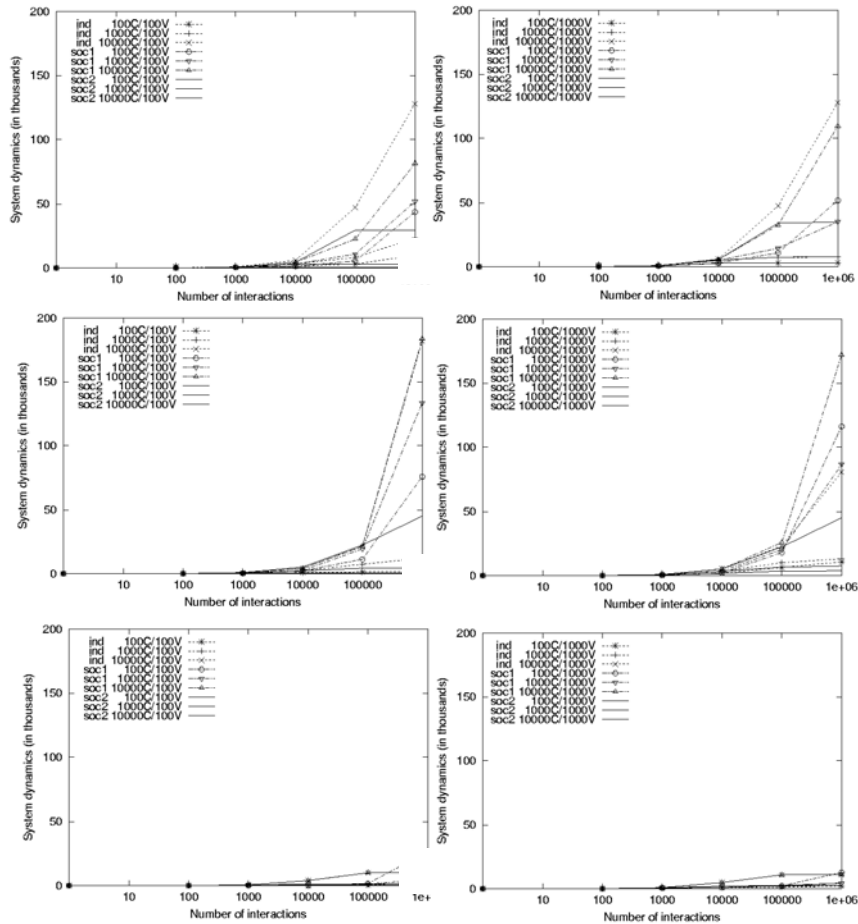 200
150
100
50
0
System dynamics (in thousands)
ind 100C/100V
ind 1000C/100V
ind 10000C/100V
soc1 100C/100V
soc1 1000C/100V
soc1 10000C/100V
soc2 100C/100V
soc2 1000C/100V
soc2 10000C/100V
10 100 1000 10000 100000
Number of interactions
200
150
100
50
0
System dynamics (in thousands)
ind 100C/1000V
ind 1000C/1000V
ind 10000C/1000V
soc1 100C/1000V
soc1 1000C/1000V
soc1 10000C/1000V
soc2 100C/1000V
soc2 1000C/1000V
soc2 10000C/1000V
10 100 1000 10000 100000 1e+06
Number of interactions
200
150
100
50
0
System dynamics (in thousands)
ind 100C/100V
ind 1000C/100V
ind 10000C/100V
soc1 100C/100V
soc1 1000C/100V
soc1 10000C/100V
soc2 100C/100V
soc2 1000C/100V
soc2 10000C/100V
10 100 1000 10000 100000
Number of interactions
200
150
100
50
0
System dynamics (in thousands)
ind 100C/1000V
ind 1000C/1000V
ind 10000C/1000V
soc1 100C/1000V
soc1 1000C/1000V
soc1 10000C/1000V
soc2 100C/1000V
soc2 1000C/1000V
soc2 10000C/1000V
10 100 1000 10000 100000 1e+06
Number of interactions
200
150
100
50
0
System dynamics (in thousands)
ind 100C/100V
ind 1000C/100V
ind 10000C/100V
soc1 100C/100V
soc1 1000C/100V
soc1 10000C/100V
soc2 100C/100V
soc2 1000C/100V
soc2 10000C/100V
10 100 1000 10000 100000 1e+
Number of interactions
200
150
100
50
0
System dynamics (in thousands)
ind 100C/1000V
ind 1000C/1000V
ind 10000C/1000V
soc1 100C/1000V
soc1 1000C/1000V
soc1 10000C/1000V
soc2 100C/1000V
soc2 1000C/1000V
soc2 10000C/1000V
10 100 1000 10000 100000 1e+06
Number of interactions